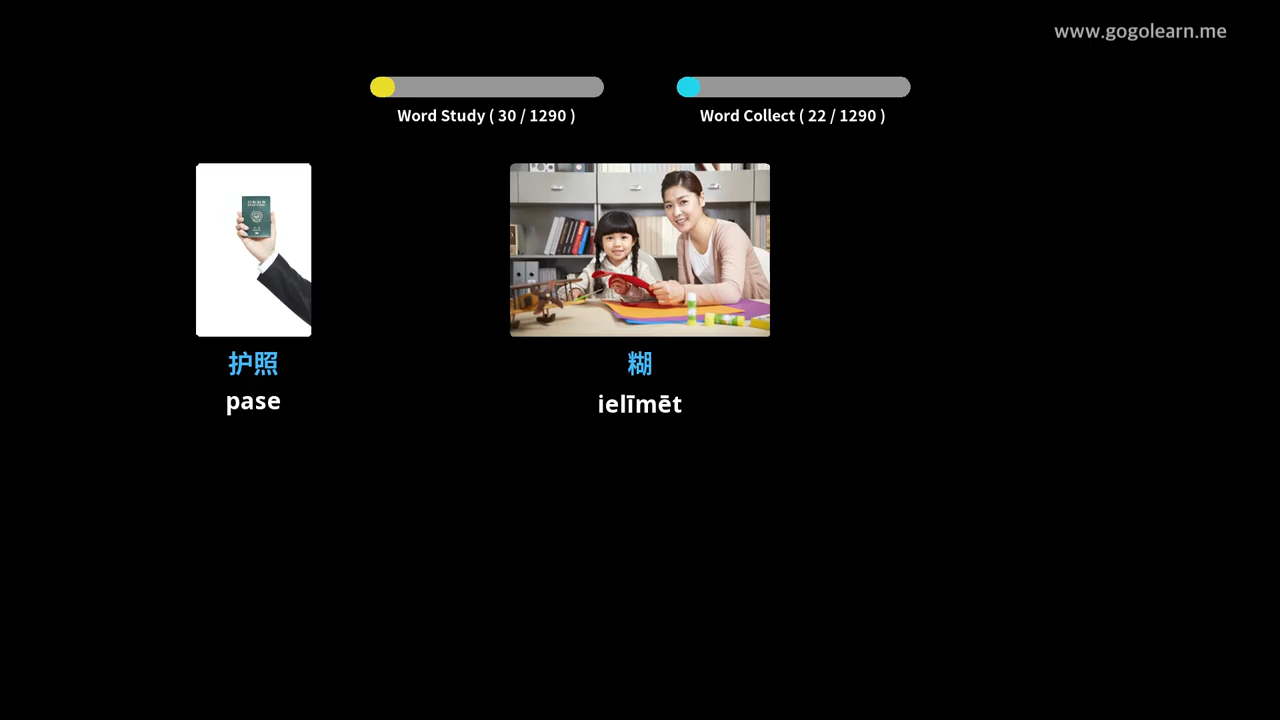 www.gogolearn.me
Word Study ( 30 / 1290 )
Word Collect ( 22 / 1290 )
护照
pase
糊
ielīmēt